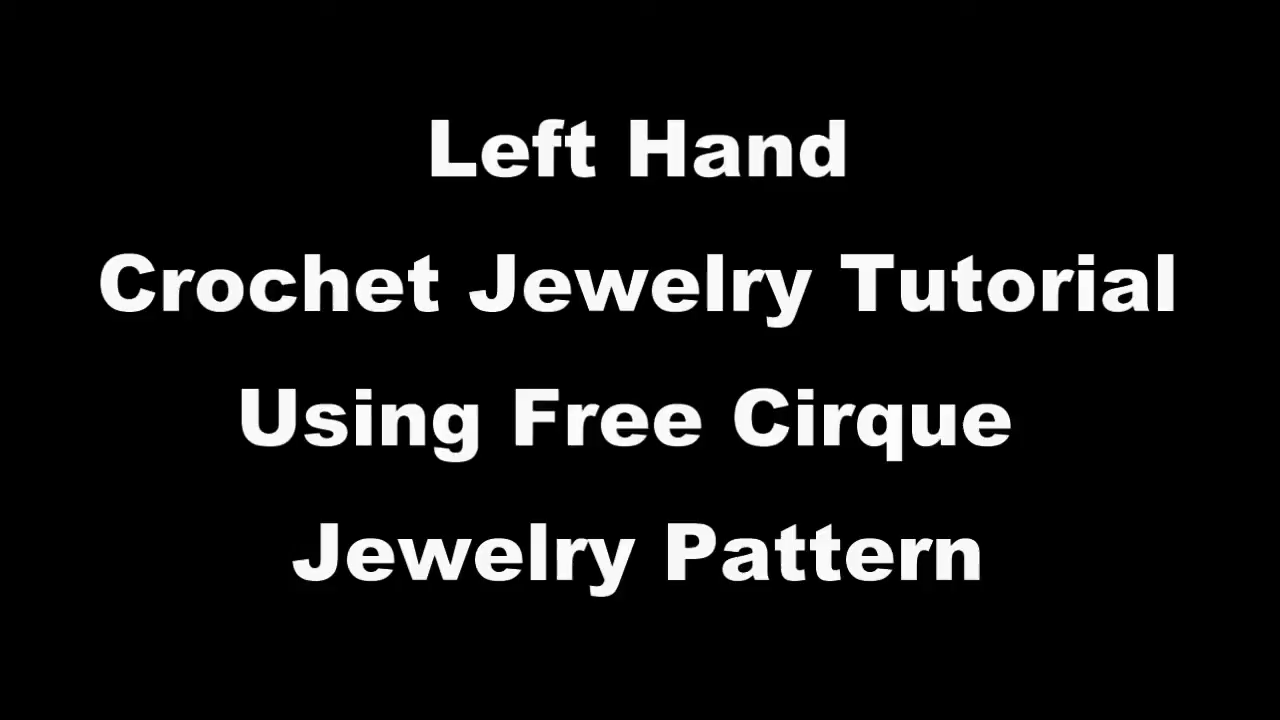 Left Hand
Crochet Jewelry Tutorial
Using Free Cirque
Jewelry Pattern